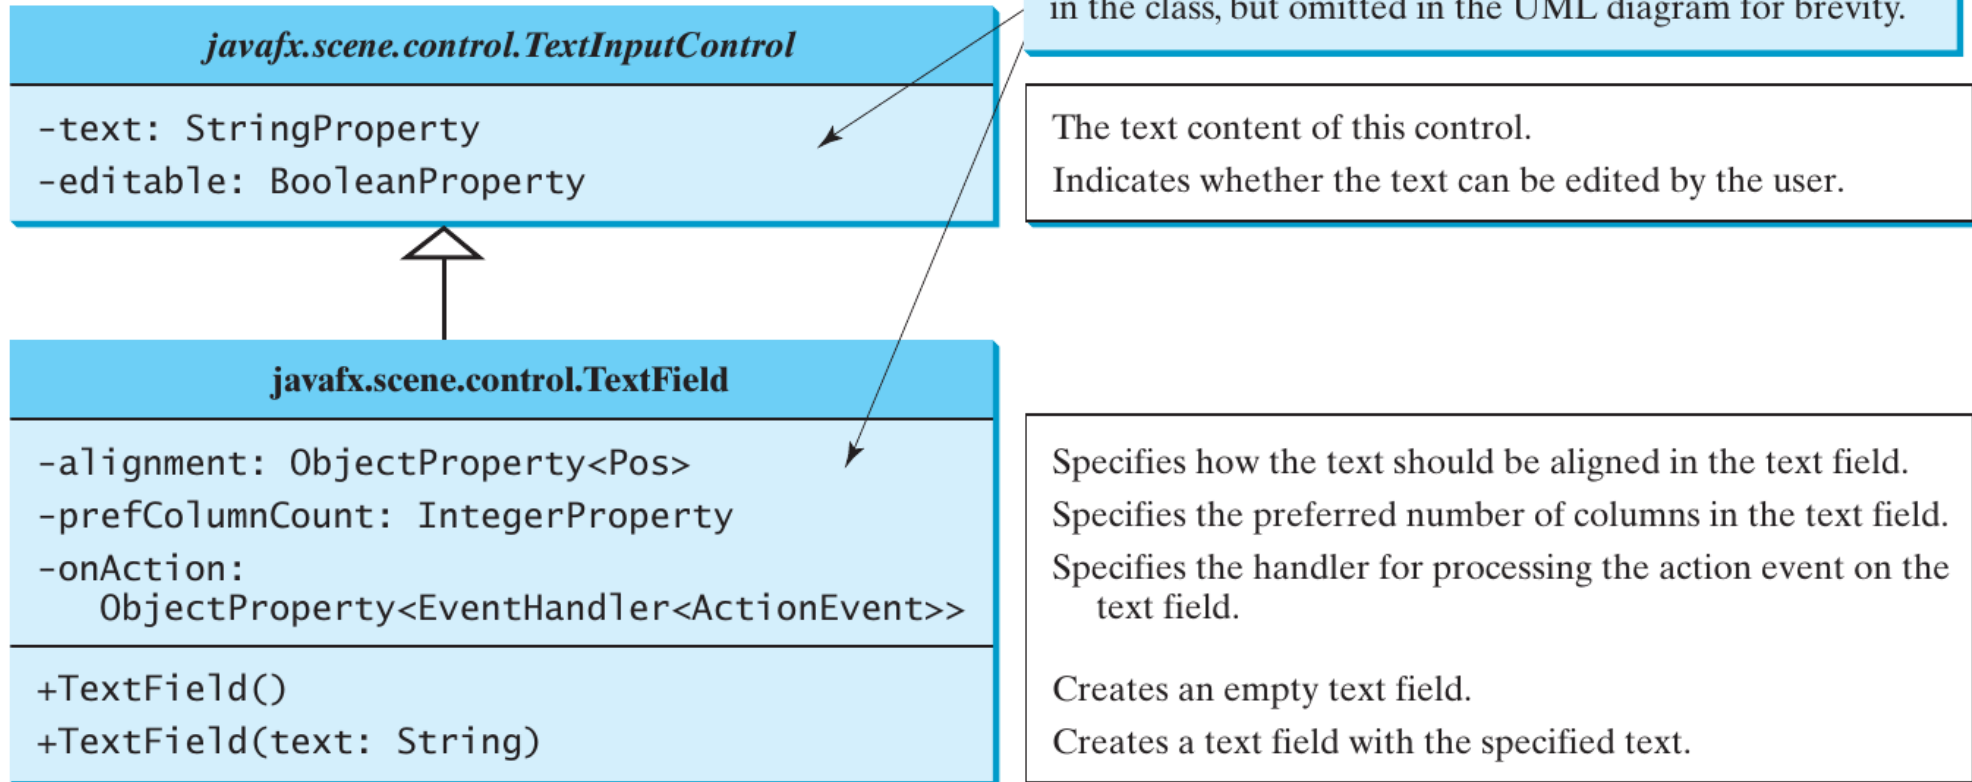 in the class, but omitted in the UML diagram for brevity.
javafx.scene.control.TextInputControl
-text: StringProperty
-editable: BooleanProperty
The text content of this control.
Indicates whether the text can be edited by the user.
javafx.scene.control.TextField
-alignment: ObjectProperty<Pos>
-prefColumnCount: IntegerProperty
-onAction:
ObjectProperty<EventHandler<ActionEvent>>
Specifies how the text should be aligned in the text field.
Specifies the preferred number of columns in the text field.
Specifies the handler for processing the action event on the
text field.
+TextField()
+TextField(text: String)
Creates an empty text field.
Creates a text field with the specified text.